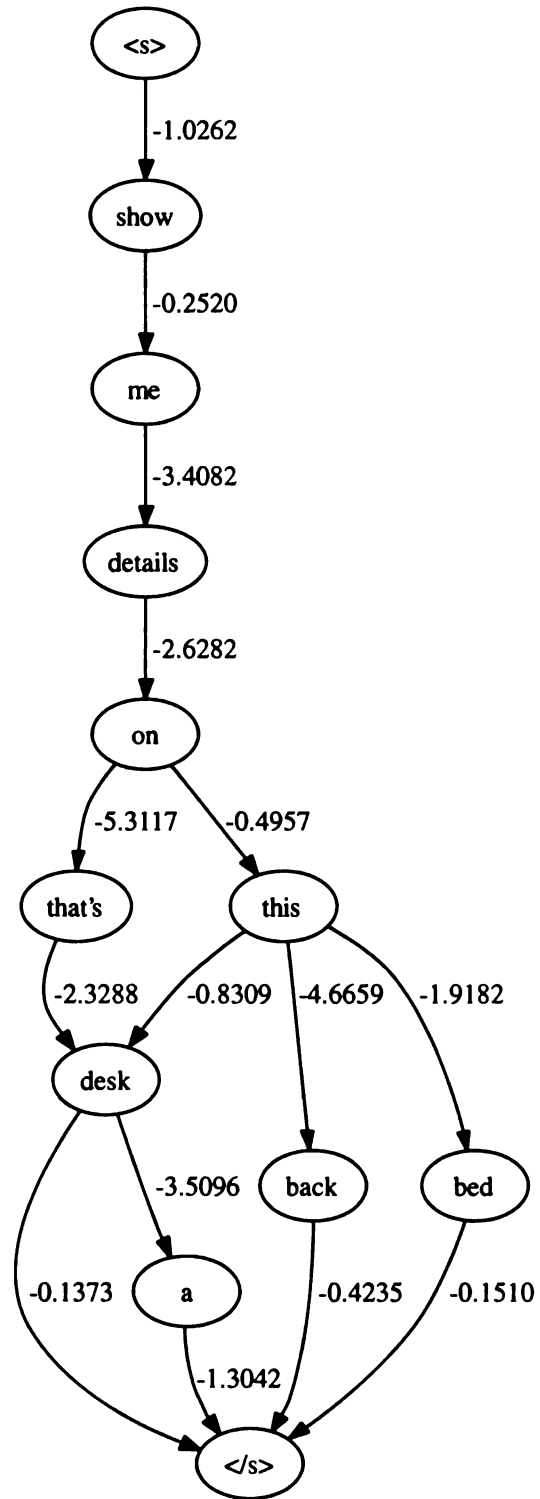 <s>
-1.0262
show
-0.2520
me
-3.4082
details
-2.6282
on
-5.3117 -0.4957
that's this
-2.3288 -0.8309 -4.6659 -1.9182
desk
-3.5096 back bed
-0.1373 a -0.4235 -0.1510
-1.3042
</s>